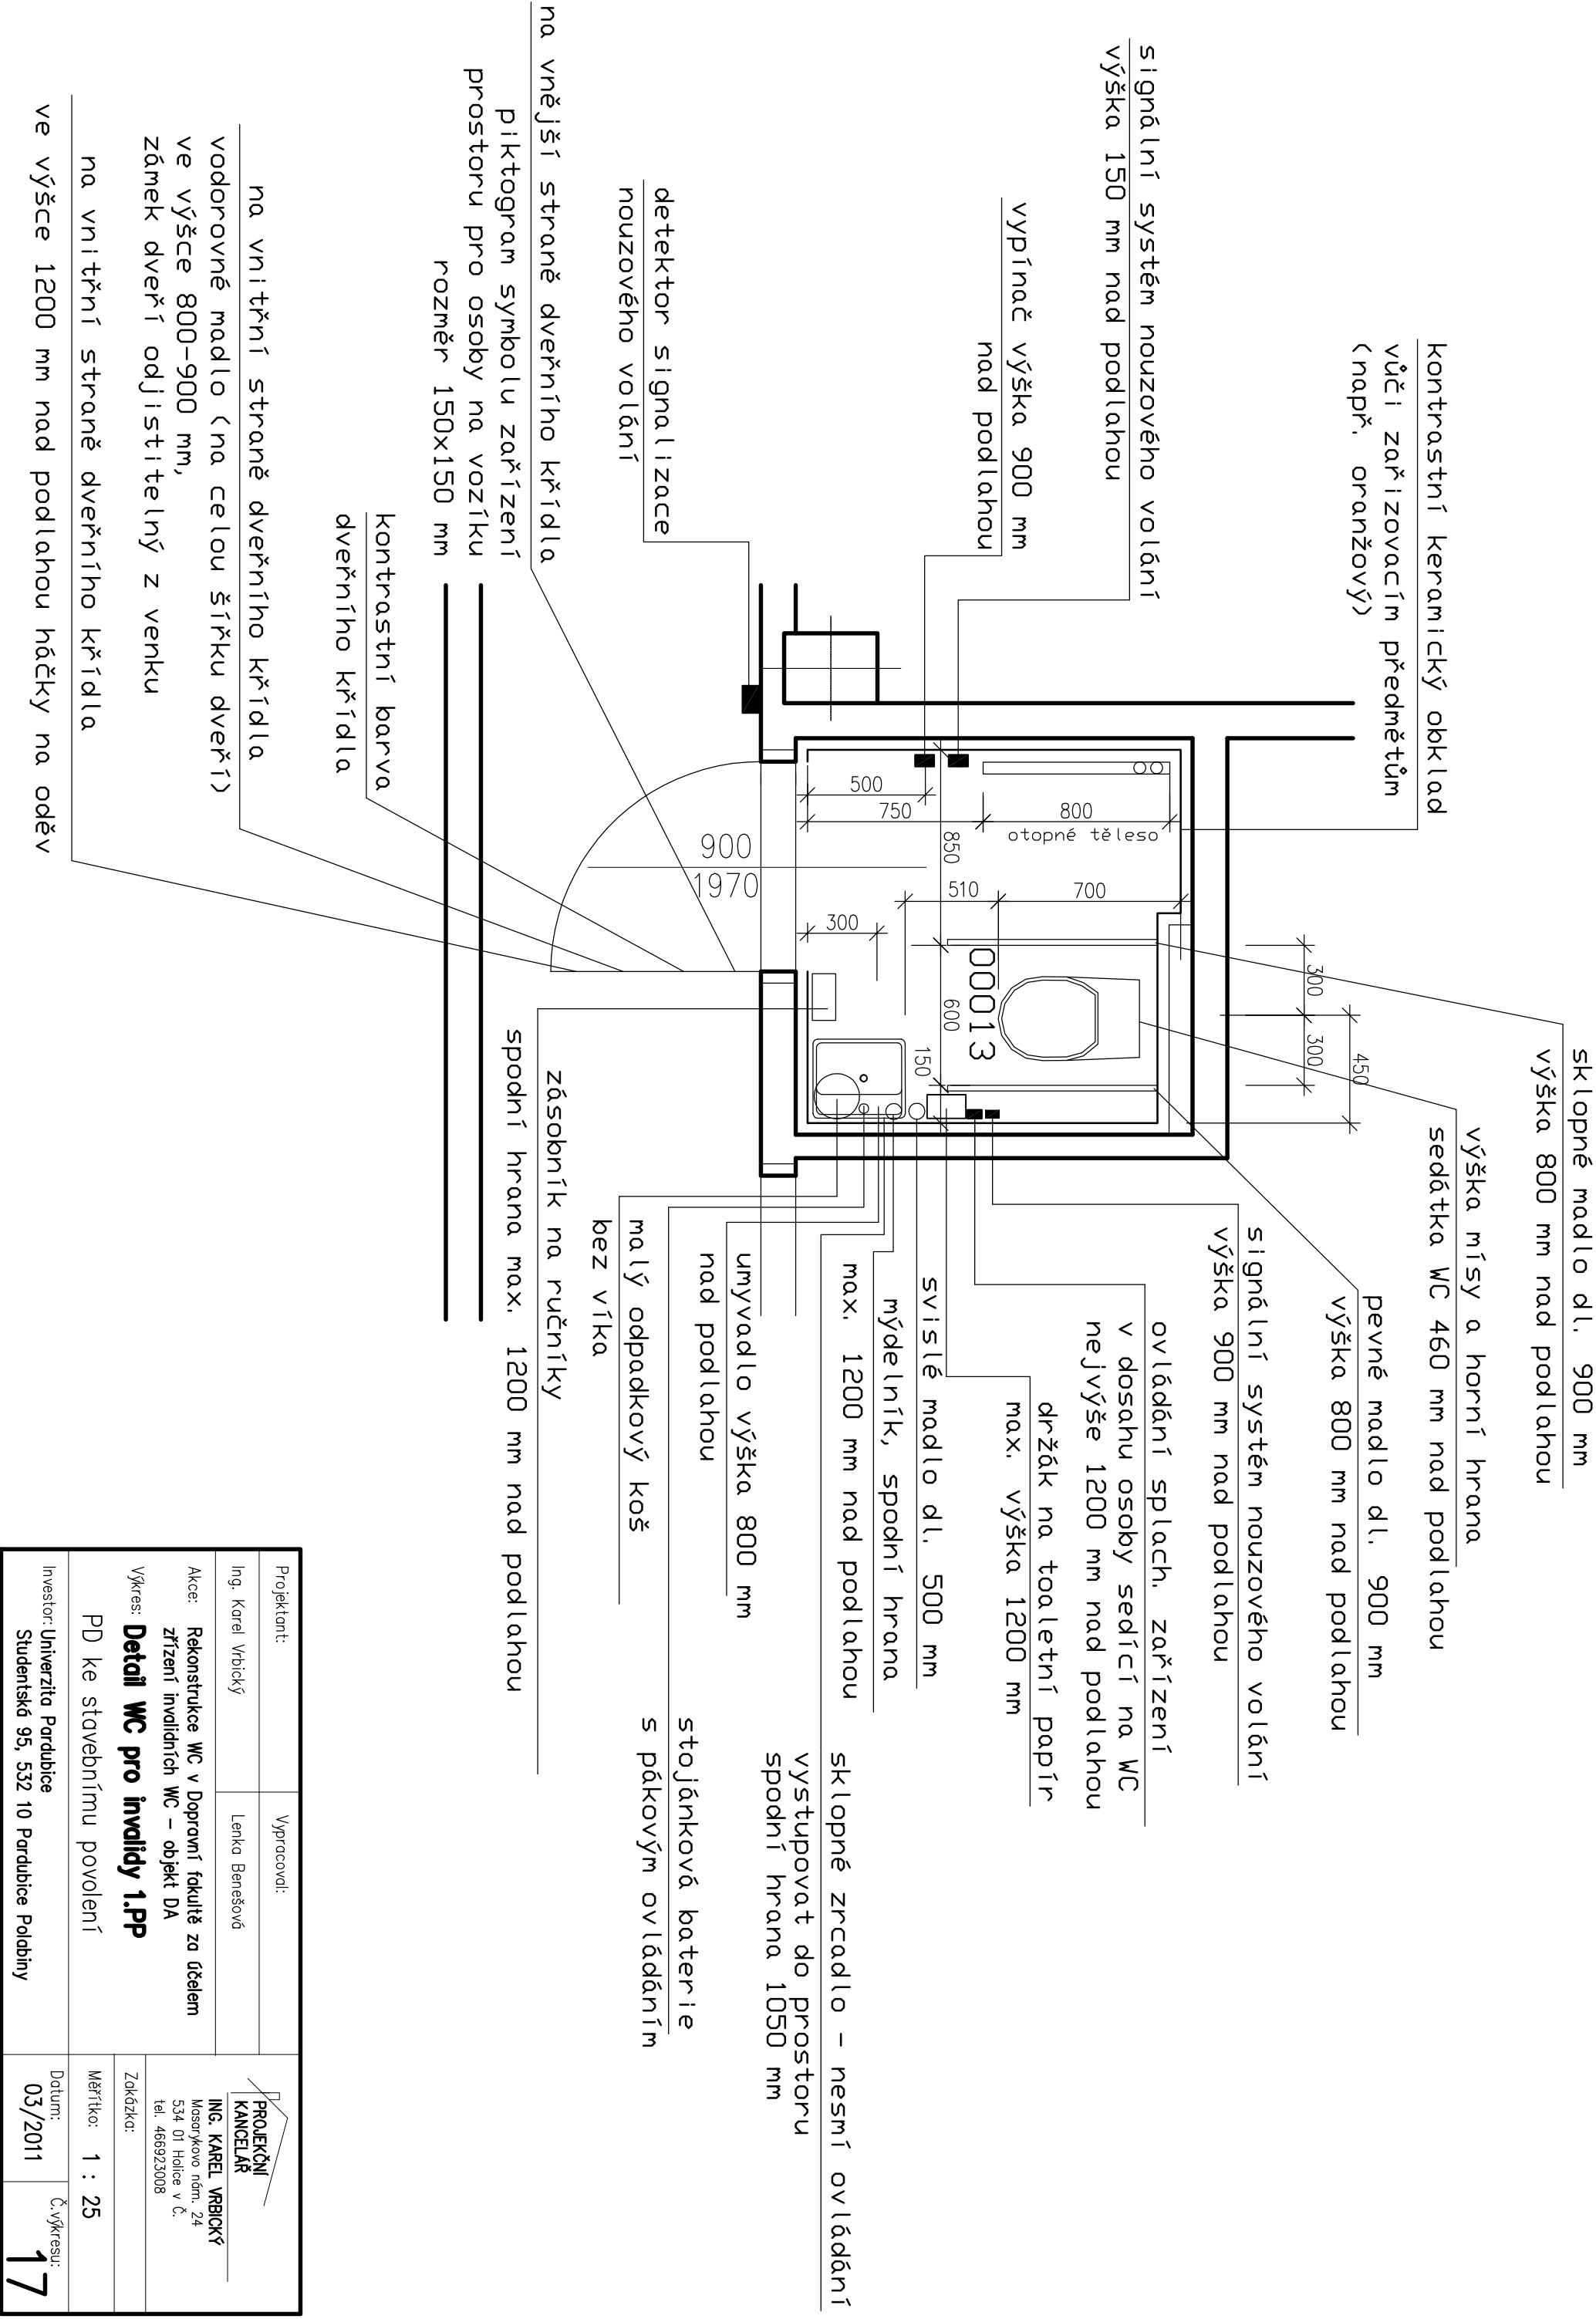 kontrastní keramický obklad
vůči zařizovacím předmětům
(např. oranžový)
signální systém nouzového volání
výška 150 mm nad podlahou
vypínač výška 900 mm
nad podlahou
detektor signalizace
nouzového volání
na vnější straně dveřního křídla
piktogram symbolu zařízení
prostoru pro osoby na vozíku
rozměr 150x150 mm
kontrastní barva
dveřního křídla
na vnitřní straně dveřního křídla
vodorovné madlo (na celou šířku dveří)
ve výšce 800-900 mm,
zámek dveří odjistitelný z venku
na vnitřní straně dveřního křídla
ve výšce 1200 mm nad podlahou háčky na oděv
500
750
800
otopné těleso
850
900
1970
510
700
300
00013
600
150
300
300
450
sklopné madlo dl. 900 mm
výška 800 mm nad podlahou
výška mísy a horní hrana
sedátka WC 460 mm nad podlahou
pevné madlo dl. 900 mm
výška 800 mm nad podlahou
signální systém nouzového volání
výška 900 mm nad podlahou
ovládání splach. zařízení
v dosahu osoby sedící na WC
nejvýše 1200 mm nad podlahou
držák na toaletní papír
max. výška 1200 mm
svislé madlo dl. 500 mm
mýdelník, spodní hrana
max. 1200 mm nad podlahou
sklopné zrcadlo - nesmí ovládání
vystupovat do prostoru
spodní hrana 1050 mm
umyvadlo výška 800 mm
nad podlahou
stojánková baterie
s pákovým ovládáním
malý odpadkový koš
bez víka
zásobník na ručníky
spodní hrana max. 1200 mm nad podlahou
Projektant:
Vypracoval:
Ing. Karel Vrbický
Lenka Benešová
PROJEKČNÍ
KANCELÁŘ
ING. KAREL VRBICKÝ
Masarykovo nám. 24
534 01 Holice v Č.
tel. 466923008
Akce: Rekonstrukce WC v Dopravní fakultě za účelem
zřízení invalidních WC - objekt DA
Zakázka:
Výkres: Detail WC pro invalidy 1.PP
PD ke stavebnímu povolení
Měřítko: 1 : 25
Investor: Univerzita Pardubice
Studentská 95, 532 10 Pardubice Polabiny
Datum:
03/2011
Č.výkresu:
17